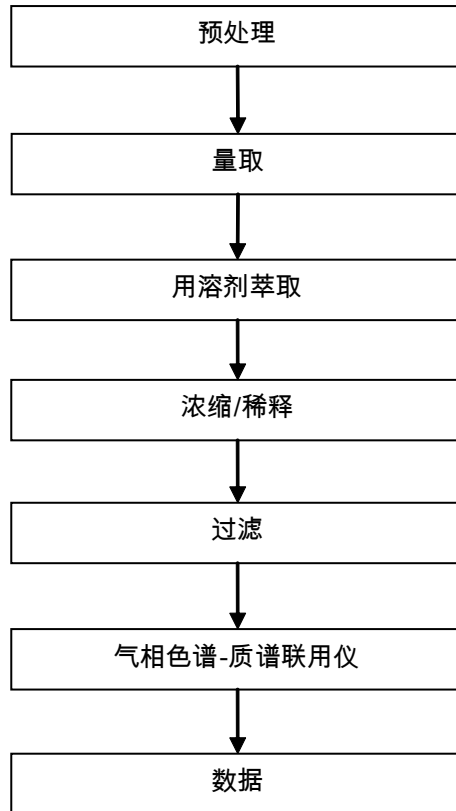 预处理
量取
用溶剂萃取
浓缩/稀释
过滤
气相色谱-质谱联用仪
数据